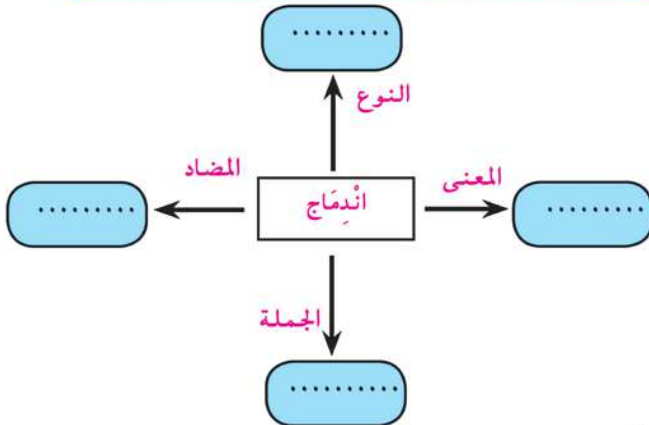 .........
النوع
المضاد
المعنى
.........
انْدِمَاج
.........
الجملة
..........